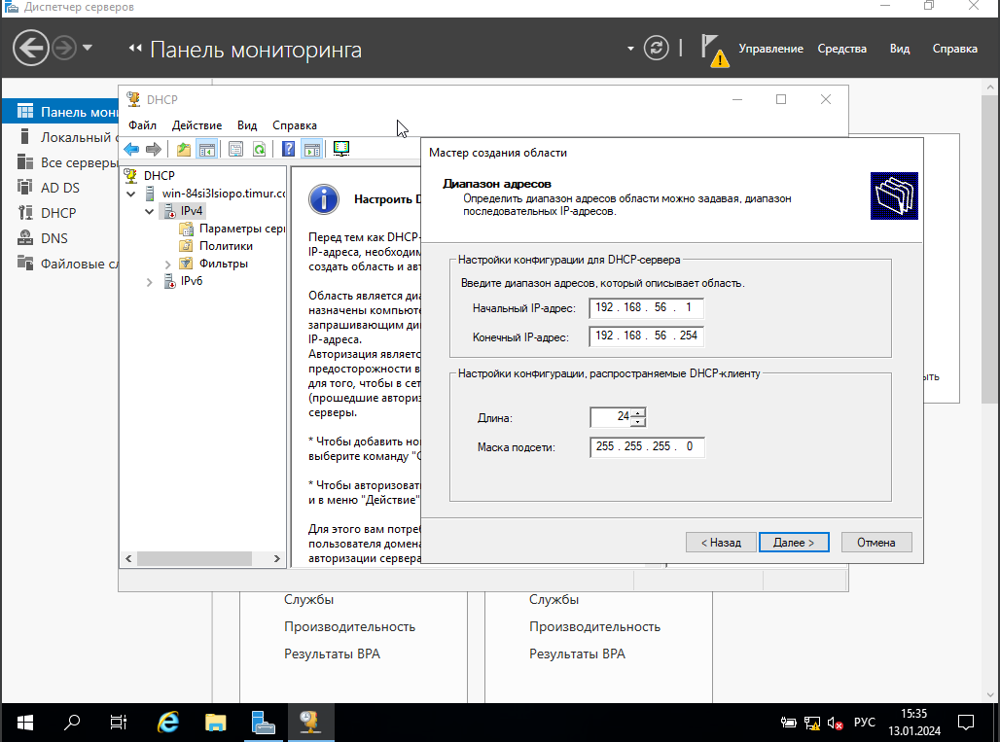 Диспетчер серверов
Панель мониторинга
Управление Средства Вид Справка
Панель мони
Локальный с
Все серверы
AD DS
DHCP
DNS
Файловые сл
DHCP
Файл Действие Вид Справка
DHCP
win-84si3lsiopo.timur.cc
IPv4
Параметры сер
Политики
Фильтры
IPv6
Настроить D
Перед тем как DHCP-
IP-адреса, необходим
создать область и авт
Область является диа
назначены компьюте
запрашивающим ди
IP-адреса.
Авторизация являетс
предосторожности в
для того, чтобы в сет
(прошедшие авториз
серверы.
* Чтобы добавить но
выберите команду "С
* Чтобы авторизоват
и в меню "Действие"
Для этого вам потреб
пользователя домена
авторизации сервера
Мастер создания области
Диапазон адресов
Определить диапазон адресов области можно задавая, диапазон
последовательных IP-адресов.
Настройки конфигурации для DHCP-сервера
Введите диапазон адресов, который описывает область.
Начальный IP-адрес: 192 . 168 . 56 . 1
Конечный IP-адрес: 192 . 168 . 56 . 254
Настройки конфигурации, распространяемые DHCP-клиенту
Длина: 24
Маска подсети: 255 . 255 . 255 . 0
< Назад Далее > Отмена
ыть
Службы
Производительность
Результаты BPA
Службы
Производительность
Результаты BPA
РУС
15:35
13.01.2024